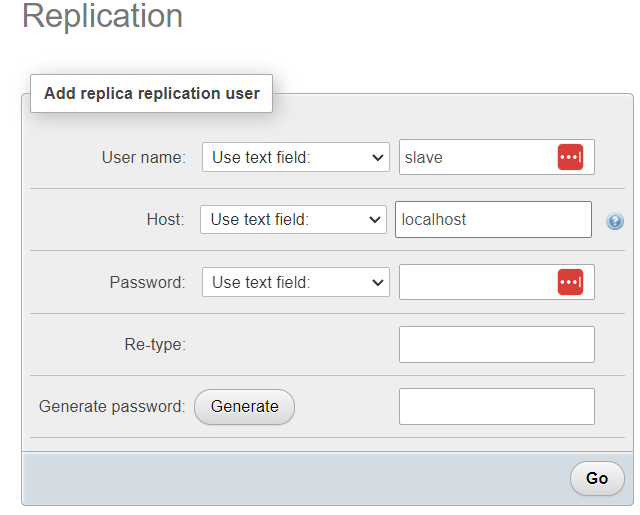 Replication
Add replica replication user
User name: Use text field: slave
Host: Use text field: localhost
Password: Use text field:
Re-type:
Generate password: Generate
Go